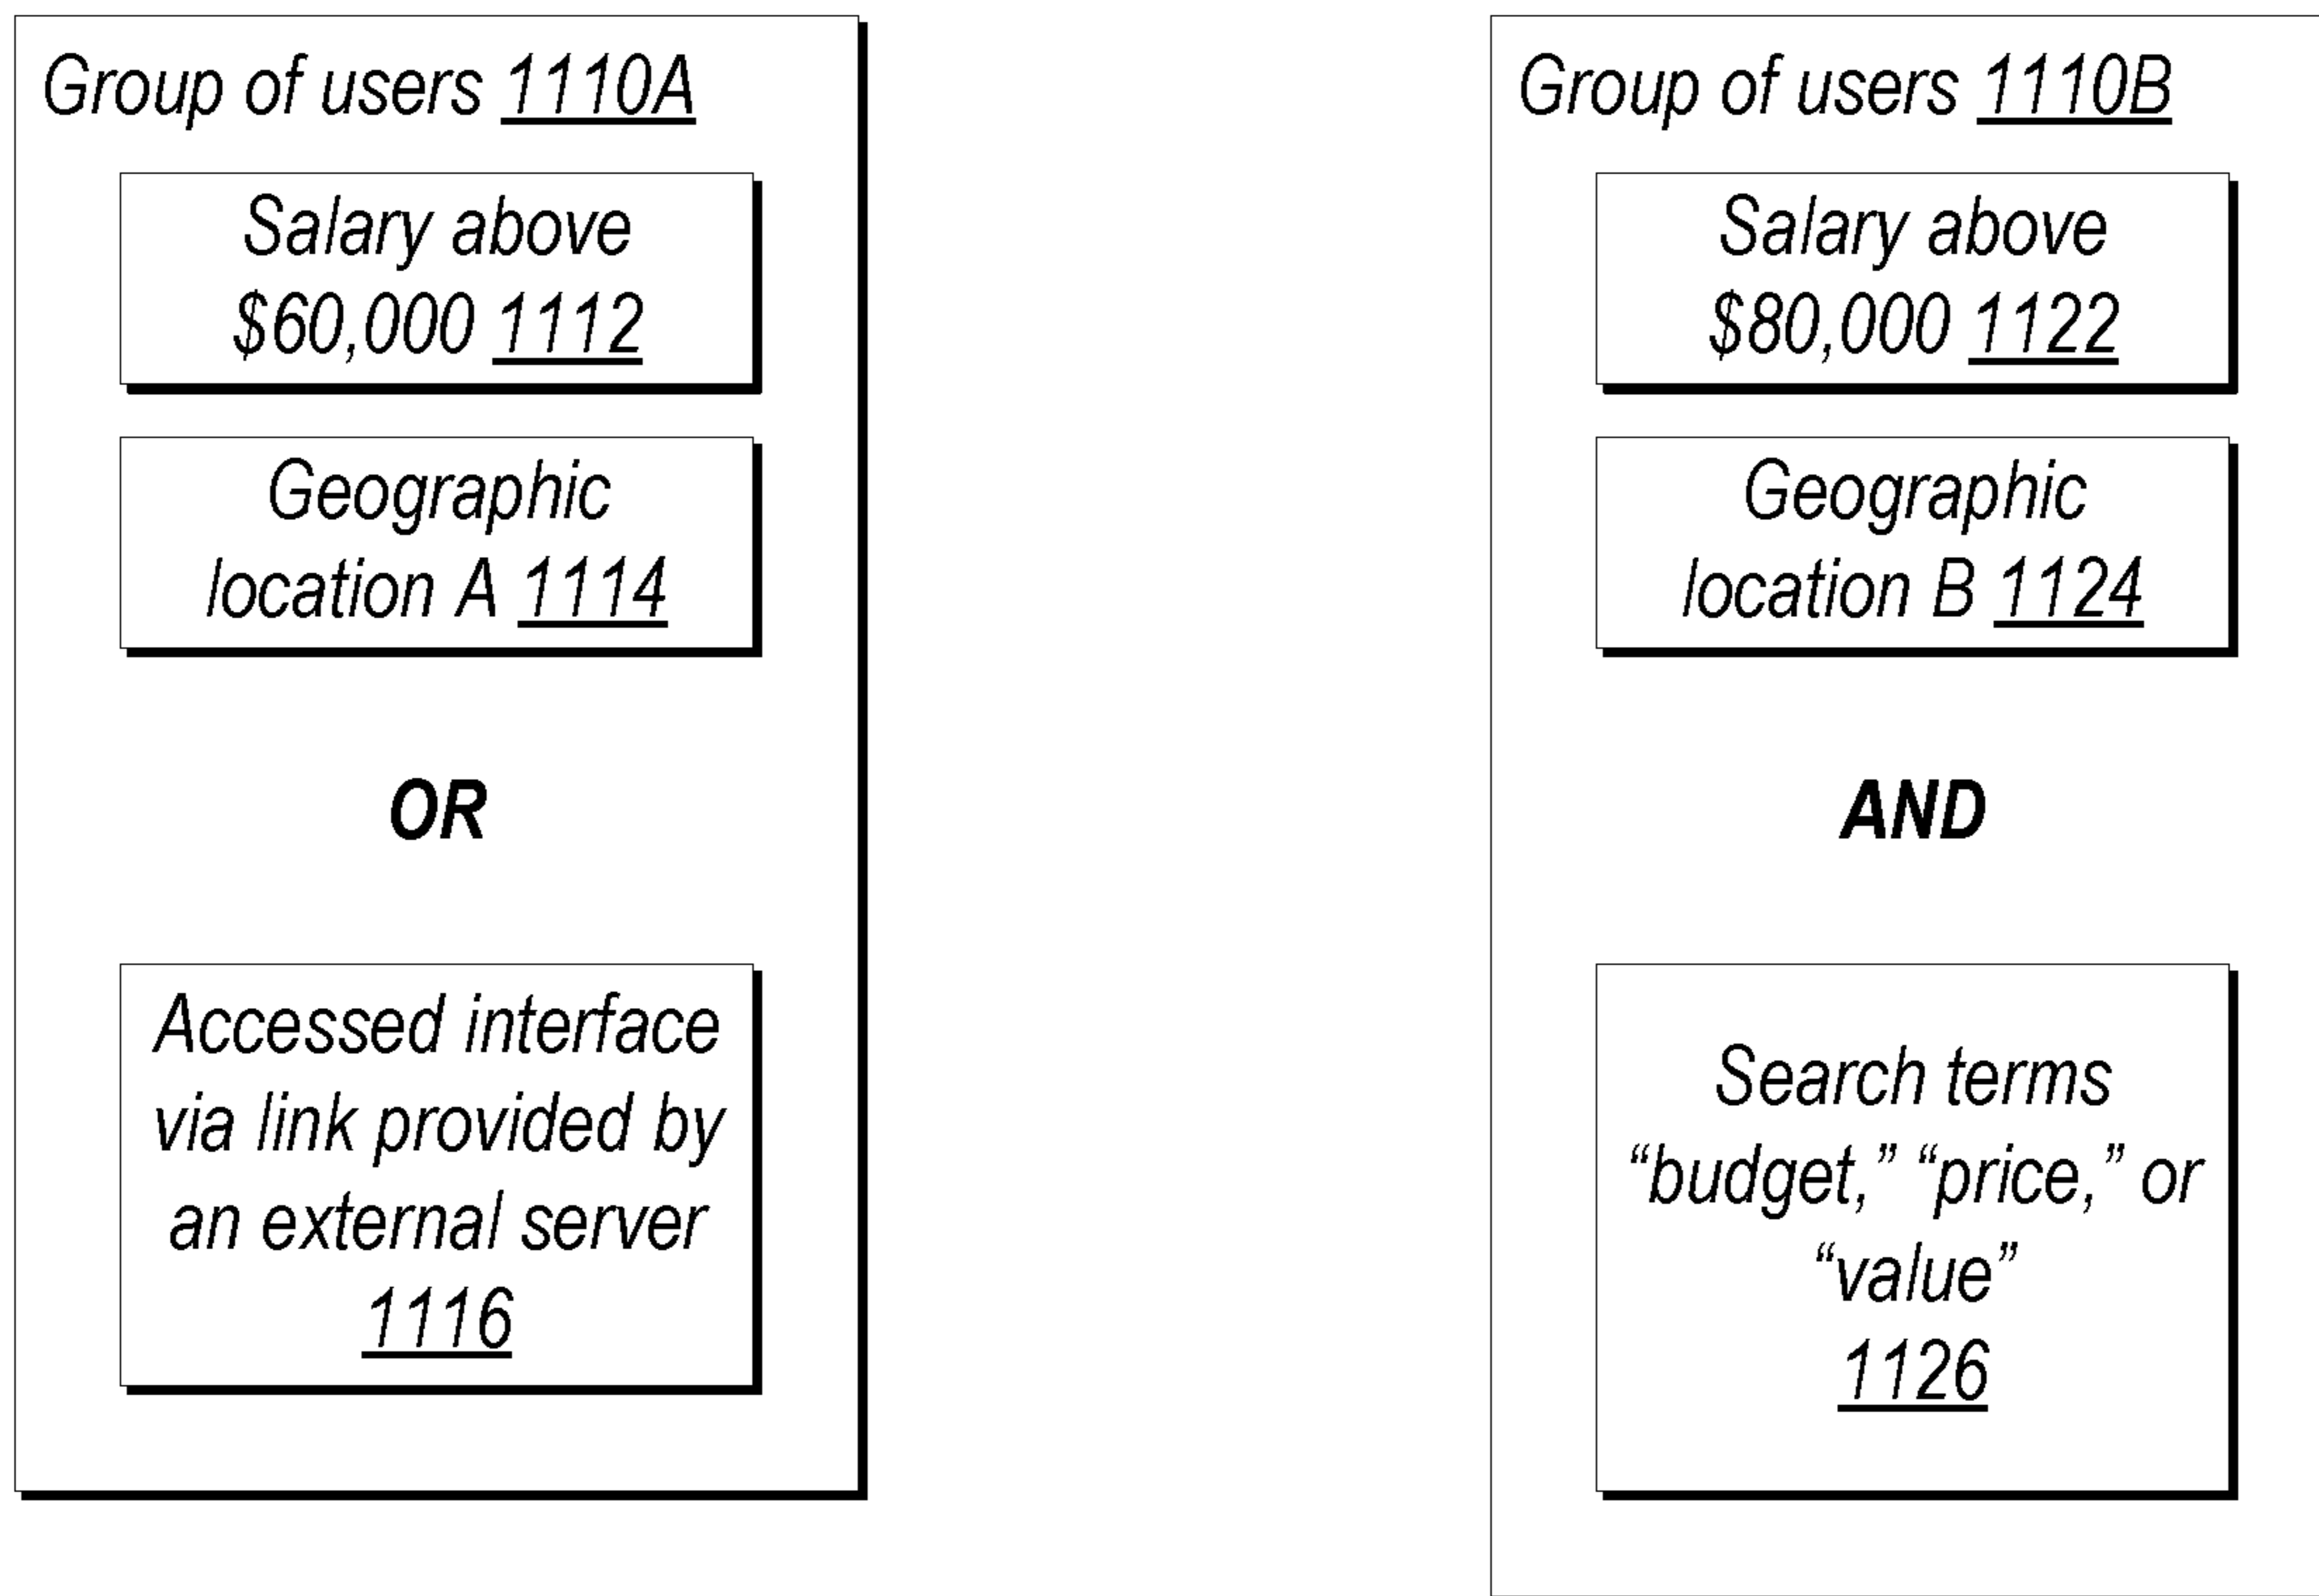 Group of users 1110A
Salary above
$60,000 1112
Geographic
location A 1114
OR
Accessed interface
via link provided by
an external server
1116
Group of users 1110B
Salary above
$80,000 1122
Geographic
location B 1124
AND
Search terms
“budget,” “price,” or
“value”
1126